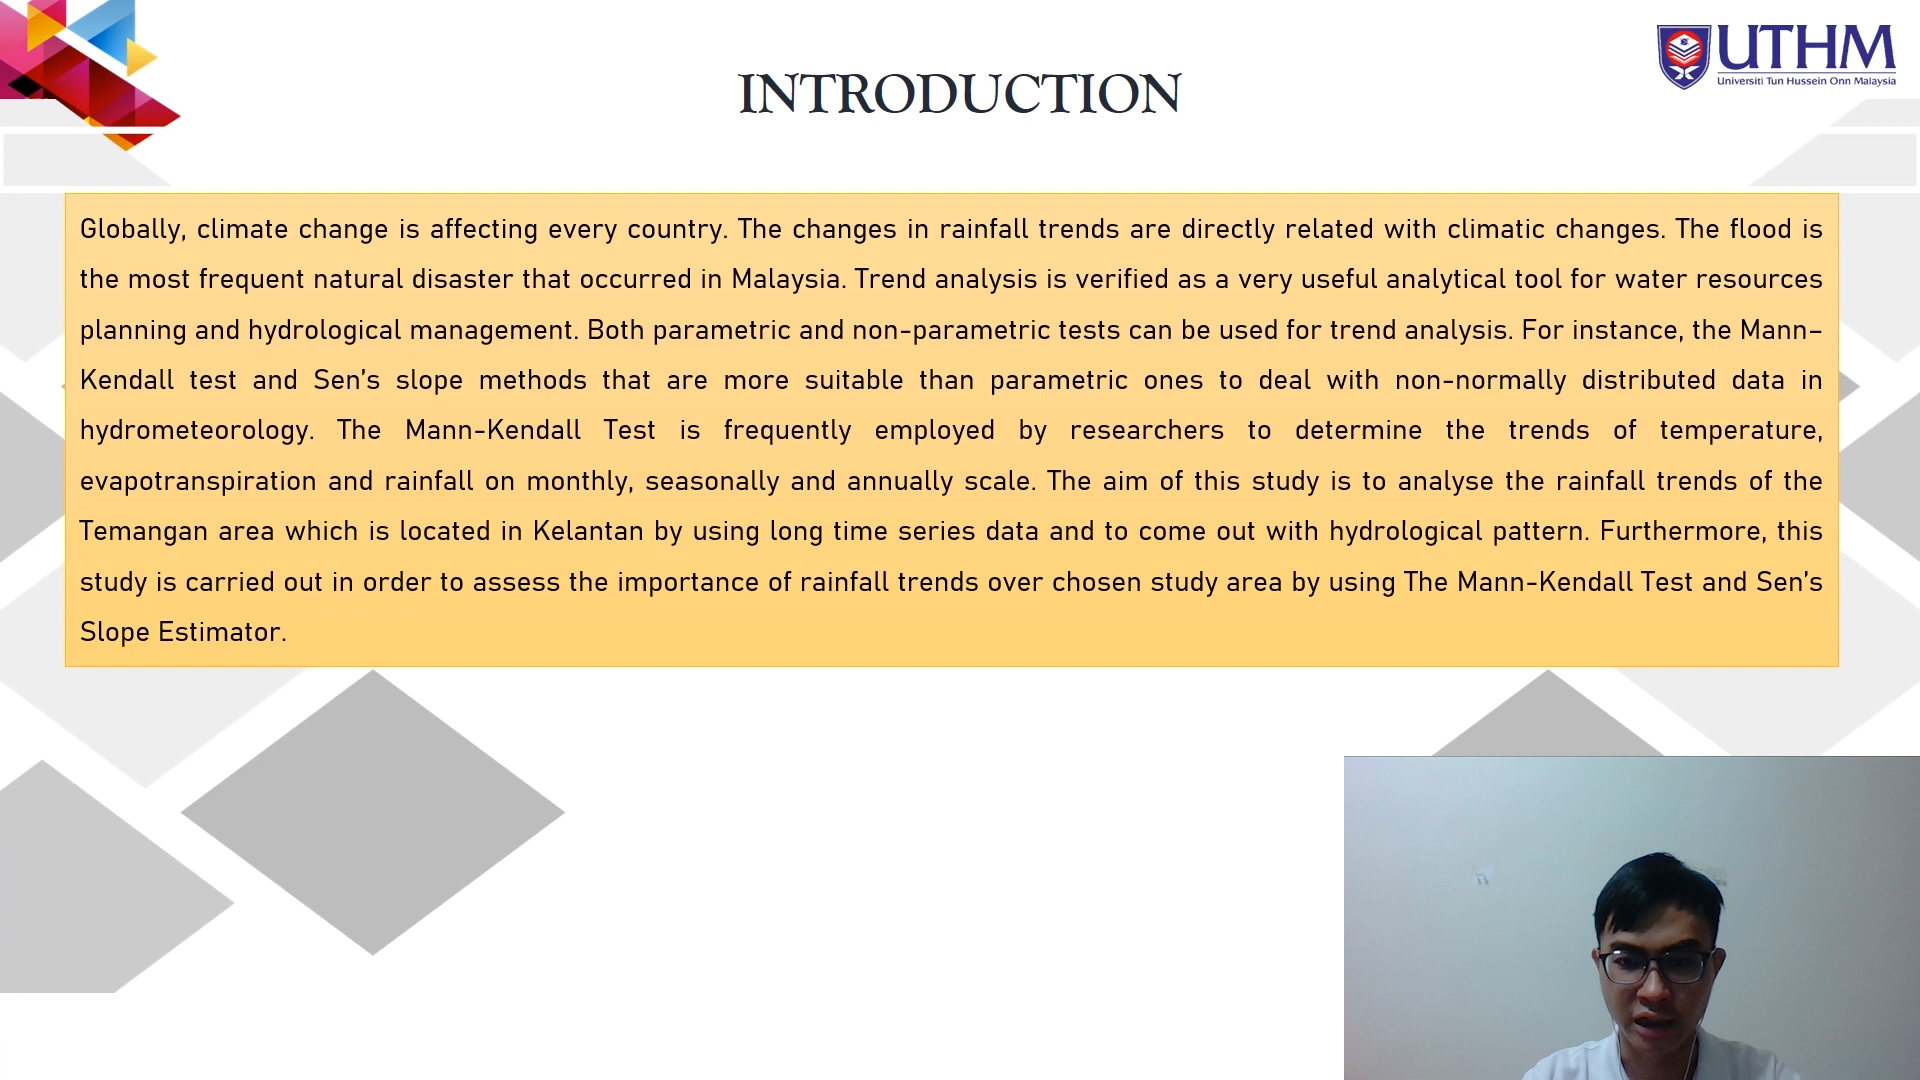 UTHM
Universiti Tun Hussein Onn Malaysia
INTRODUCTION
Globally, climate change is affecting every country. The changes in rainfall trends are directly related with climatic changes. The flood is
the most frequent natural disaster that occurred in Malaysia. Trend analysis is verified as a very useful analytical tool for water resources
planning and hydrological management. Both parametric and non-parametric tests can be used for trend analysis. For instance, the Mann–
Kendall test and Sen’s slope methods that are more suitable than parametric ones to deal with non-normally distributed data in
hydrometeorology. The Mann-Kendall Test is frequently employed by researchers to determine the trends of temperature,
evapotranspiration and rainfall on monthly, seasonally and annually scale. The aim of this study is to analyse the rainfall trends of the
Temangan area which is located in Kelantan by using long time series data and to come out with hydrological pattern. Furthermore, this
study is carried out in order to assess the importance of rainfall trends over chosen study area by using The Mann-Kendall Test and Sen’s
Slope Estimator.